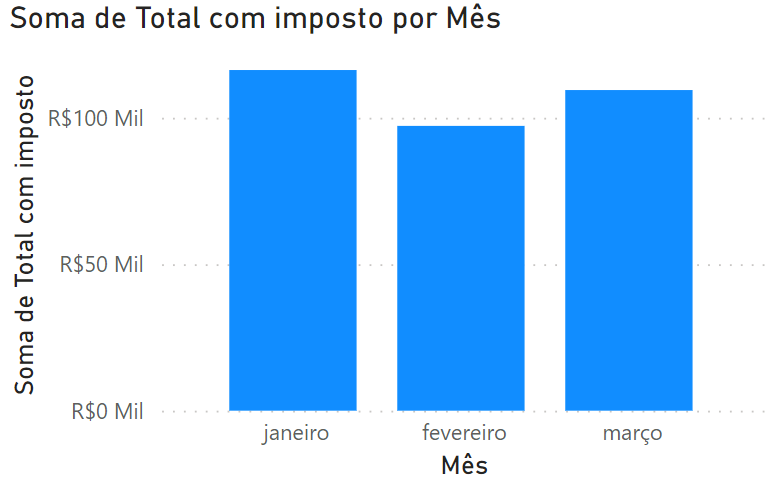 Soma de Total com imposto por Mês
Soma de Total com imposto
R$100 Mil
R$50 Mil
R$0 Mil
janeiro
fevereiro
março
Mês